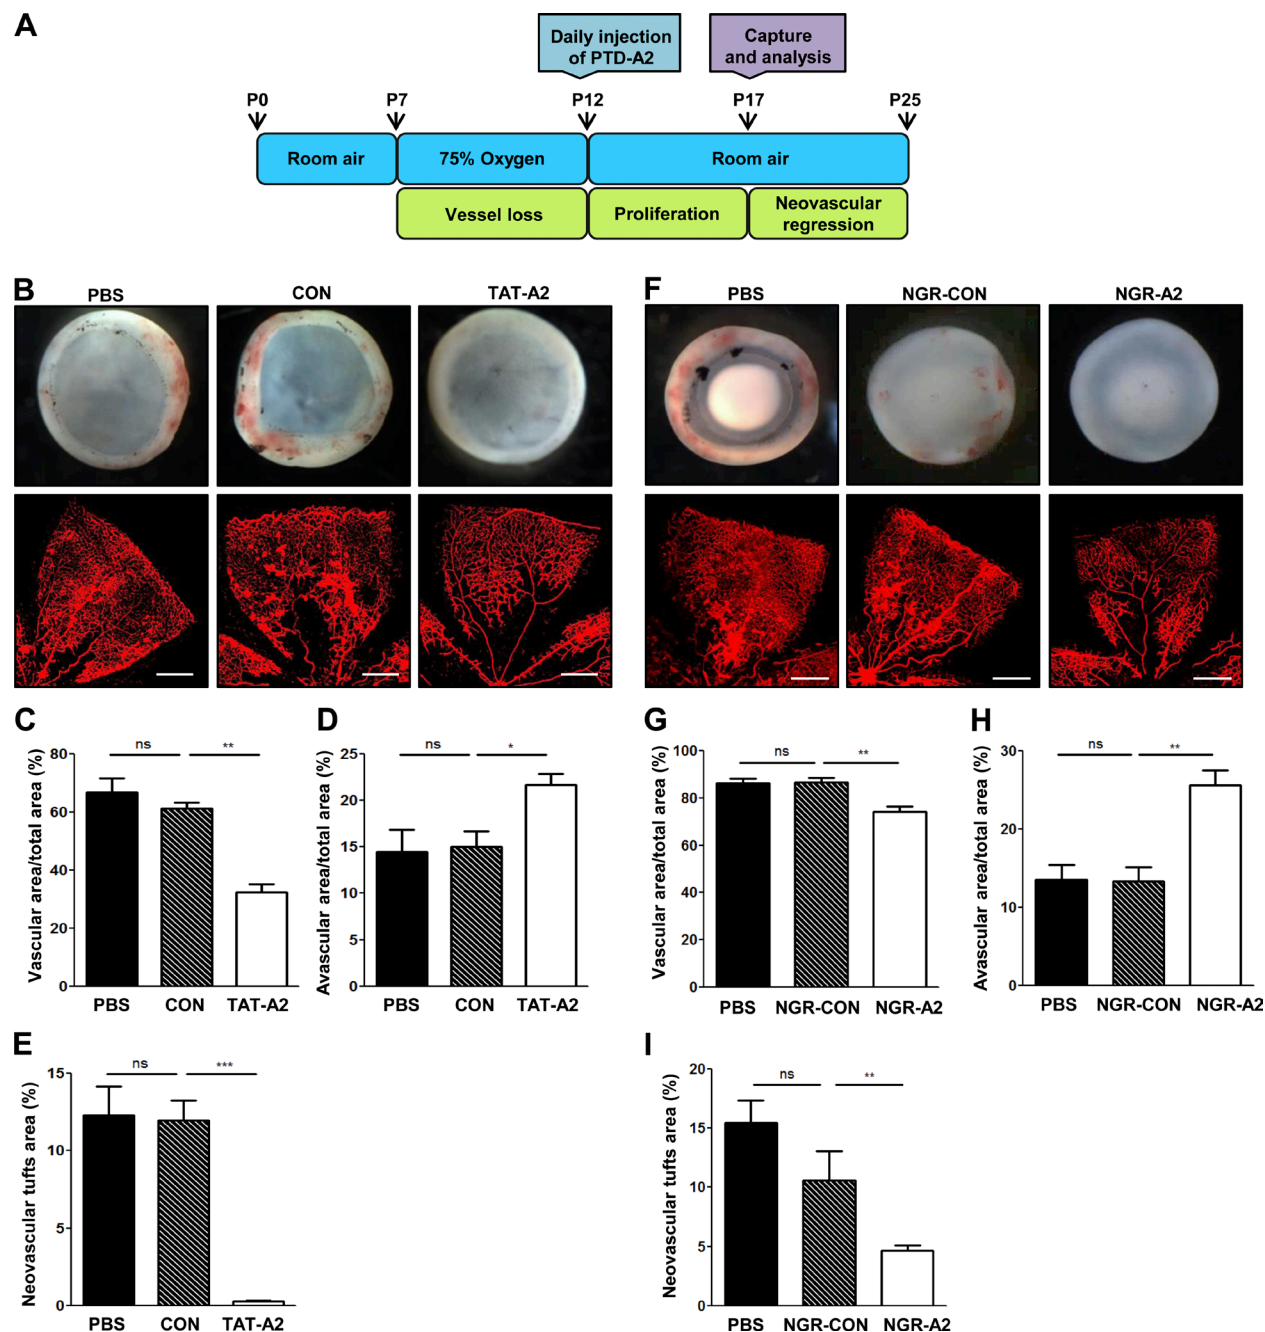 A
Daily injection
of PTD-A2
Capture
and analysis
P0
P7
P12
P17
P25
Room air
75% Oxygen
Room air
Vessel loss
Proliferation
Neovascular
regression
B
PBS
CON
TAT-A2
F
PBS
NGR-CON
NGR-A2
C
Vascular area/total area (%)
80
60
40
20
0
ns
**
PBS
CON
TAT-A2
D
Avascular area/total area (%)
25
20
15
10
5
0
ns
*
PBS
CON
TAT-A2
G
Vascular area/total area (%)
100
80
60
40
20
0
ns
**
PBS
NGR-CON
NGR-A2
H
Avascular area/total area (%)
30
20
10
0
ns
**
PBS
NGR-CON
NGR-A2
E
Neovascular tufts area (%)
15
10
5
0
ns
***
PBS
CON
TAT-A2
I
Neovascular tufts area (%)
20
15
10
5
0
ns
**
PBS
NGR-CON
NGR-A2